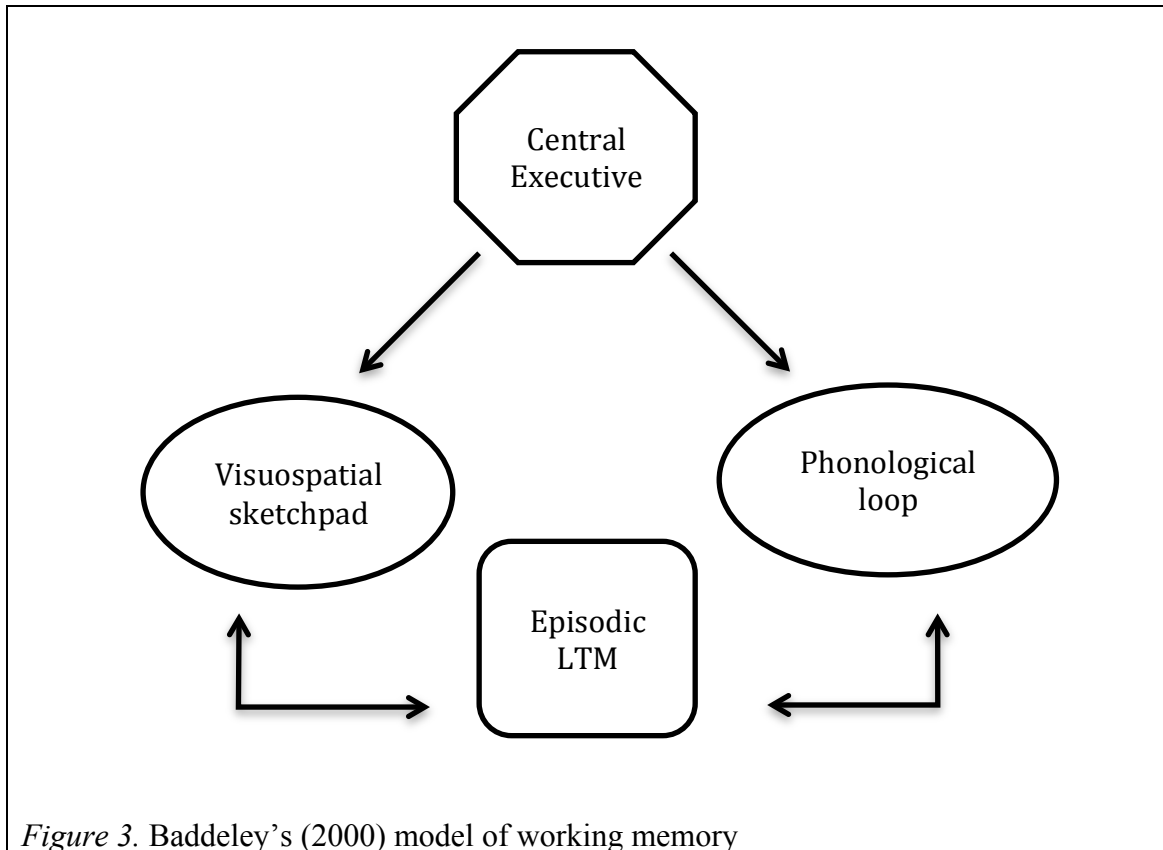 Central
Executive
Visuospatial
sketchpad
Phonological
loop
Episodic
LTM
Figure 3. Baddeley’s (2000) model of working memory